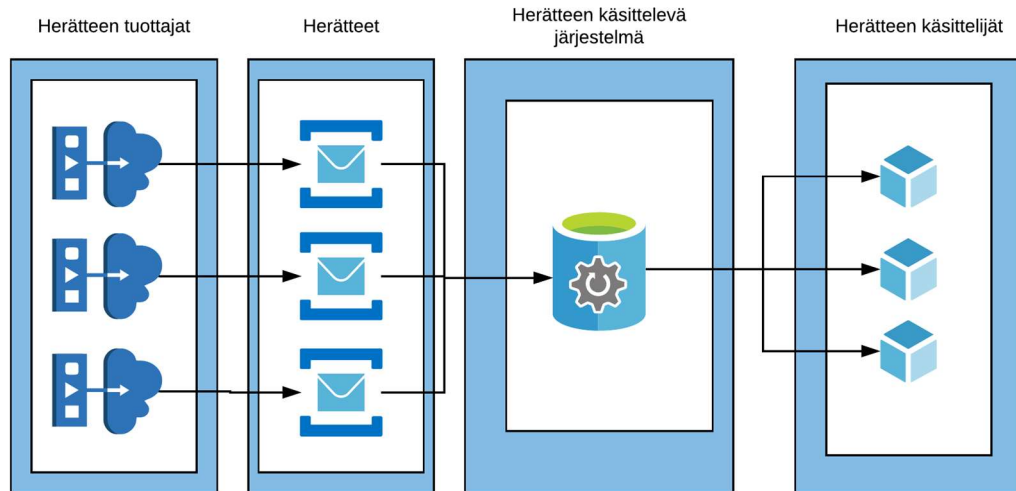 Herätteen tuottajat
Herätteet
Herätteen käsittelevä
järjestelmä
Herätteen käsittelijät